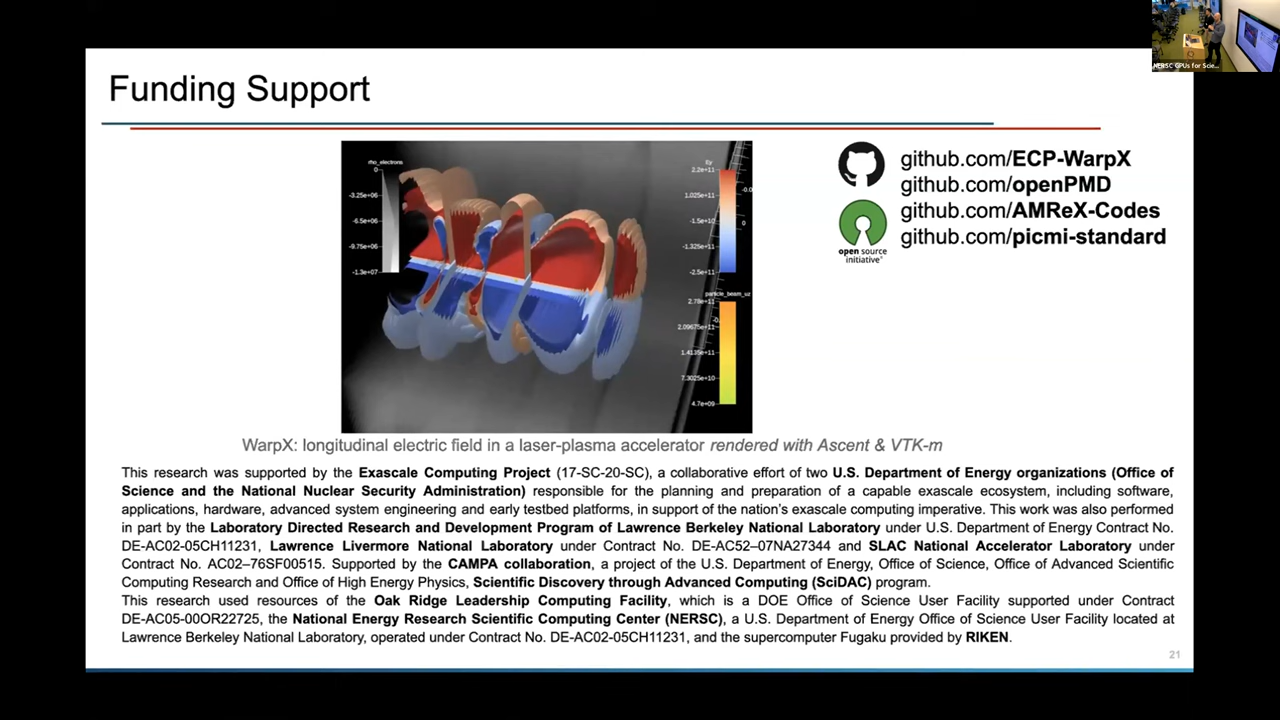 NERSC GPUs for Scie...
Funding Support
rho_electrons
0
-3.25e+06
-6.5e+06
-9.75e+06
-1.3e+07
Ey
2.2e+11
1.025e+11
-1.5e+10
-1.325e+11
-2.5e+11
particle_beam_uz
2.78e+11
2.09675e+11
1.4135e+11
7.3025e+10
4.7e+09
github.com/ECP-WarpX
github.com/openPMD
github.com/AMReX-Codes
github.com/picmi-standard
open source
initiative®
WarpX: longitudinal electric field in a laser-plasma accelerator rendered with Ascent & VTK-m
This research was supported by the Exascale Computing Project (17-SC-20-SC), a collaborative effort of two U.S. Department of Energy organizations (Office of
Science and the National Nuclear Security Administration) responsible for the planning and preparation of a capable exascale ecosystem, including software,
applications, hardware, advanced system engineering and early testbed platforms, in support of the nation's exascale computing imperative. This work was also performed
in part by the Laboratory Directed Research and Development Program of Lawrence Berkeley National Laboratory under U.S. Department of Energy Contract No.
DE-AC02-05CH11231, Lawrence Livermore National Laboratory under Contract No. DE-AC52–07NA27344 and SLAC National Accelerator Laboratory under
Contract No. AC02–76SF00515. Supported by the CAMPA collaboration, a project of the U.S. Department of Energy, Office of Science, Office of Advanced Scientific
Computing Research and Office of High Energy Physics, Scientific Discovery through Advanced Computing (SciDAC) program.
This research used resources of the Oak Ridge Leadership Computing Facility, which is a DOE Office of Science User Facility supported under Contract
DE-AC05-00OR22725, the National Energy Research Scientific Computing Center (NERSC), a U.S. Department of Energy Office of Science User Facility located at
Lawrence Berkeley National Laboratory, operated under Contract No. DE-AC02-05CH11231, and the supercomputer Fugaku provided by RIKEN.
21